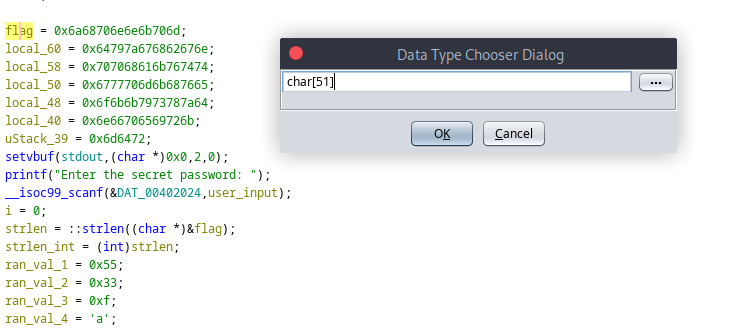 flag = 0x6a68706e6e6b706d;
local_60 = 0x64797a676862676e;
local_58 = 0x707068616b767474;
local_50 = 0x6777706d6b687665;
local_48 = 0x6f6b6b7973787a64;
local_40 = 0x6e66706569726b;
uStack_39 = 0x6d6472;
setvbuf(stdout,(char *)0x0,2,0);
printf("Enter the secret password: ");
__isoc99_scanf(&DAT_00402024,user_input);
i = 0;
strlen = ::strlen((char *)&flag);
strlen_int = (int)strlen;
ran_val_1 = 0x55;
ran_val_2 = 0x33;
ran_val_3 = 0xf;
ran_val_4 = 'a';
Data Type Chooser Dialog
char[51]
...
OK
Cancel